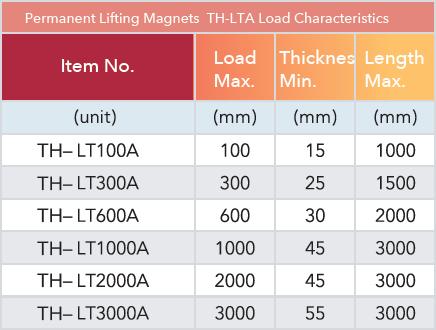 Permanent Lifting Magnets TH-LTA Load Characteristics
Item No. Load Max. Thicknes Min. Length Max.
(unit) (mm) (mm) (mm)
TH– LT100A 100 15 1000
TH– LT300A 300 25 1500
TH– LT600A 600 30 2000
TH– LT1000A 1000 45 3000
TH– LT2000A 2000 45 3000
TH– LT3000A 3000 55 3000